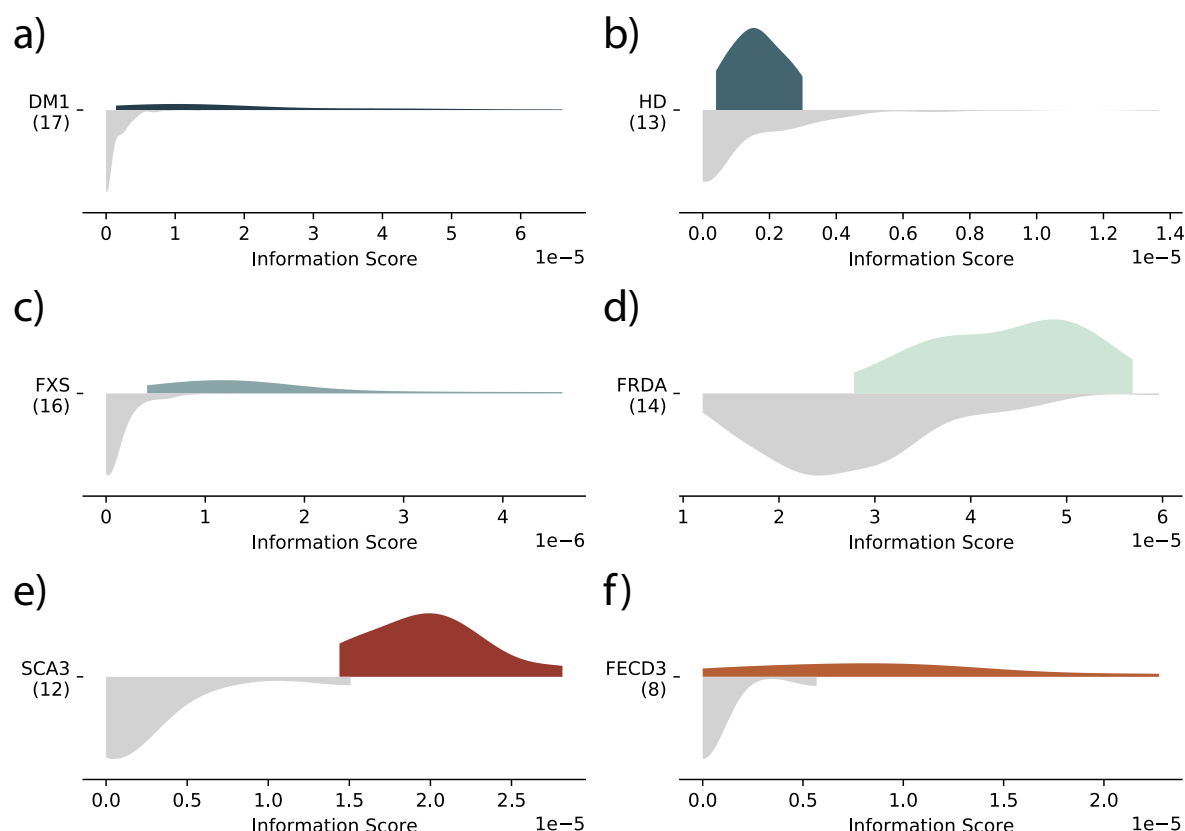 a)
DM1
(17)
0 1 2 3 4 5 6
Information Score
1e−5
b)
HD
(13)
0.0 0.2 0.4 0.6 0.8 1.0 1.2 1.4
Information Score
1e−5
c)
FXS
(16)
0 1 2 3 4
Information Score
1e−6
d)
FRDA
(14)
1 2 3 4 5 6
Information Score
1e−5
e)
SCA3
(12)
0.0 0.5 1.0 1.5 2.0 2.5
Information Score
1e−5
f)
FECD3
(8)
0.0 0.5 1.0 1.5 2.0
Information Score
1e−5